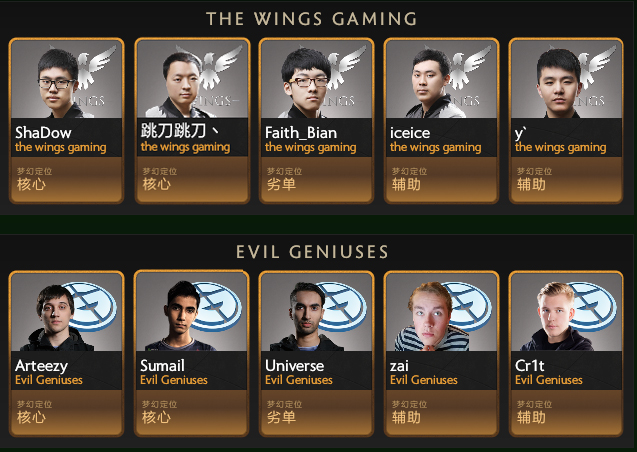 THE WINGS GAMING
ShaDow
the wings gaming
梦幻定位
核心
跳刀跳刀丶
the wings gaming
梦幻定位
核心
Faith_Bian
the wings gaming
梦幻定位
劣单
iceice
the wings gaming
梦幻定位
辅助
y`
the wings gaming
梦幻定位
辅助
EVIL GENIUSES
Arteezy
Evil Geniuses
梦幻定位
核心
Sumail
Evil Geniuses
梦幻定位
核心
Universe
Evil Geniuses
梦幻定位
劣单
zai
Evil Geniuses
梦幻定位
辅助
Cr1t
Evil Geniuses
梦幻定位
辅助